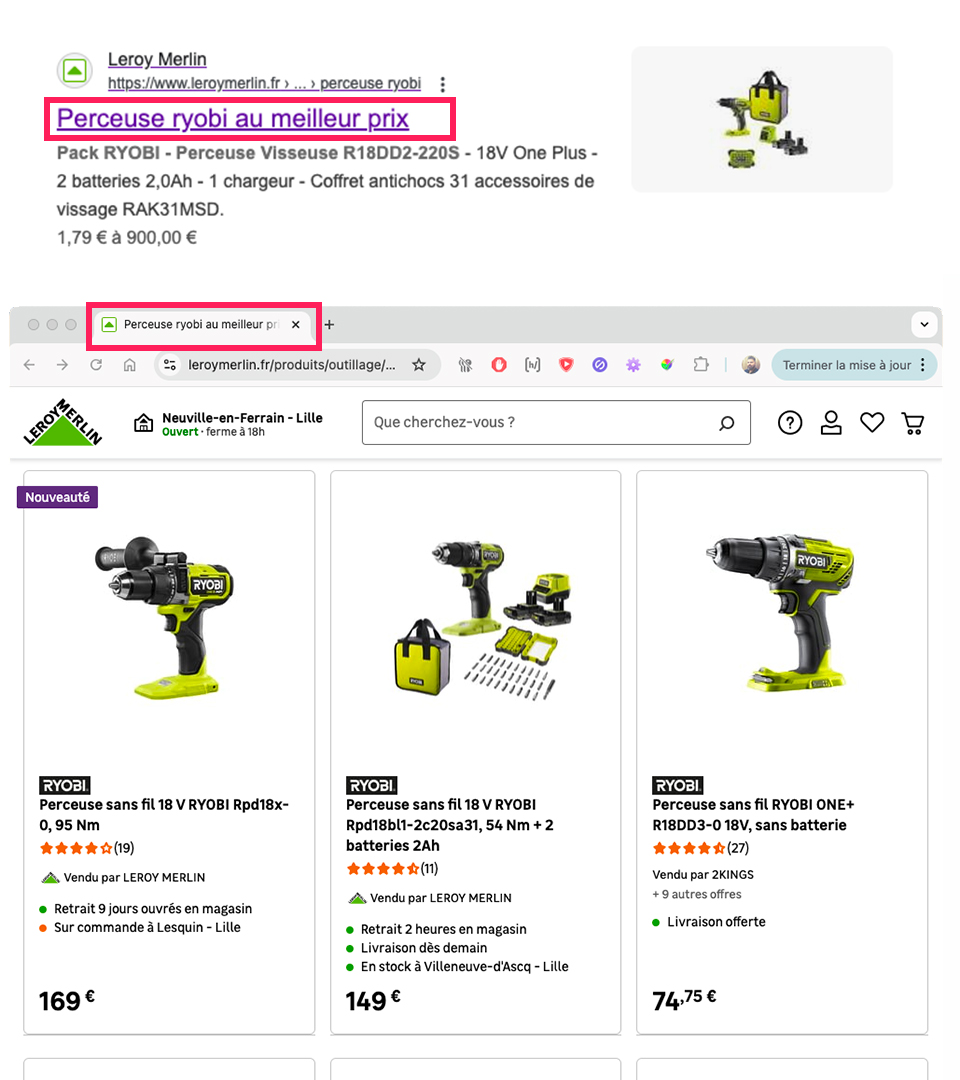 Leroy Merlin
https://www.leroymerlin.fr › ... › perceuse ryobi
Perceuse ryobi au meilleur prix
Pack RYOBI - Perceuse Visseuse R18DD2-220S - 18V One Plus -
2 batteries 2,0Ah - 1 chargeur - Coffret antichocs 31 accessoires de
vissage RAK31MSD.
1,79 € à 900,00 €
Perceuse ryobi au meilleur pri
leroymerlin.fr/produits/outillage/...
Terminer la mise à jour
LEROY MERLIN
Neuville-en-Ferrain - Lille
Ouvert · ferme à 18h
Que cherchez-vous ?
Nouveauté
RYOBI
RYOBI
RYOBI
RYOBI
Perceuse sans fil 18 V RYOBI Rpd18x-
0, 95 Nm
(19)
Vendu par LEROY MERLIN
Retrait 9 jours ouvrés en magasin
Sur commande à Lesquin - Lille
169 €
RYOBI
Perceuse sans fil 18 V RYOBI
Rpd18bl1-2c20sa31, 54 Nm + 2
batteries 2Ah
(11)
Vendu par LEROY MERLIN
Retrait 2 heures en magasin
Livraison dès demain
En stock à Villeneuve-d'Ascq - Lille
149 €
RYOBI
Perceuse sans fil RYOBI ONE+
R18DD3-0 18V, sans batterie
(27)
Vendu par 2KINGS
+ 9 autres offres
Livraison offerte
74,75 €